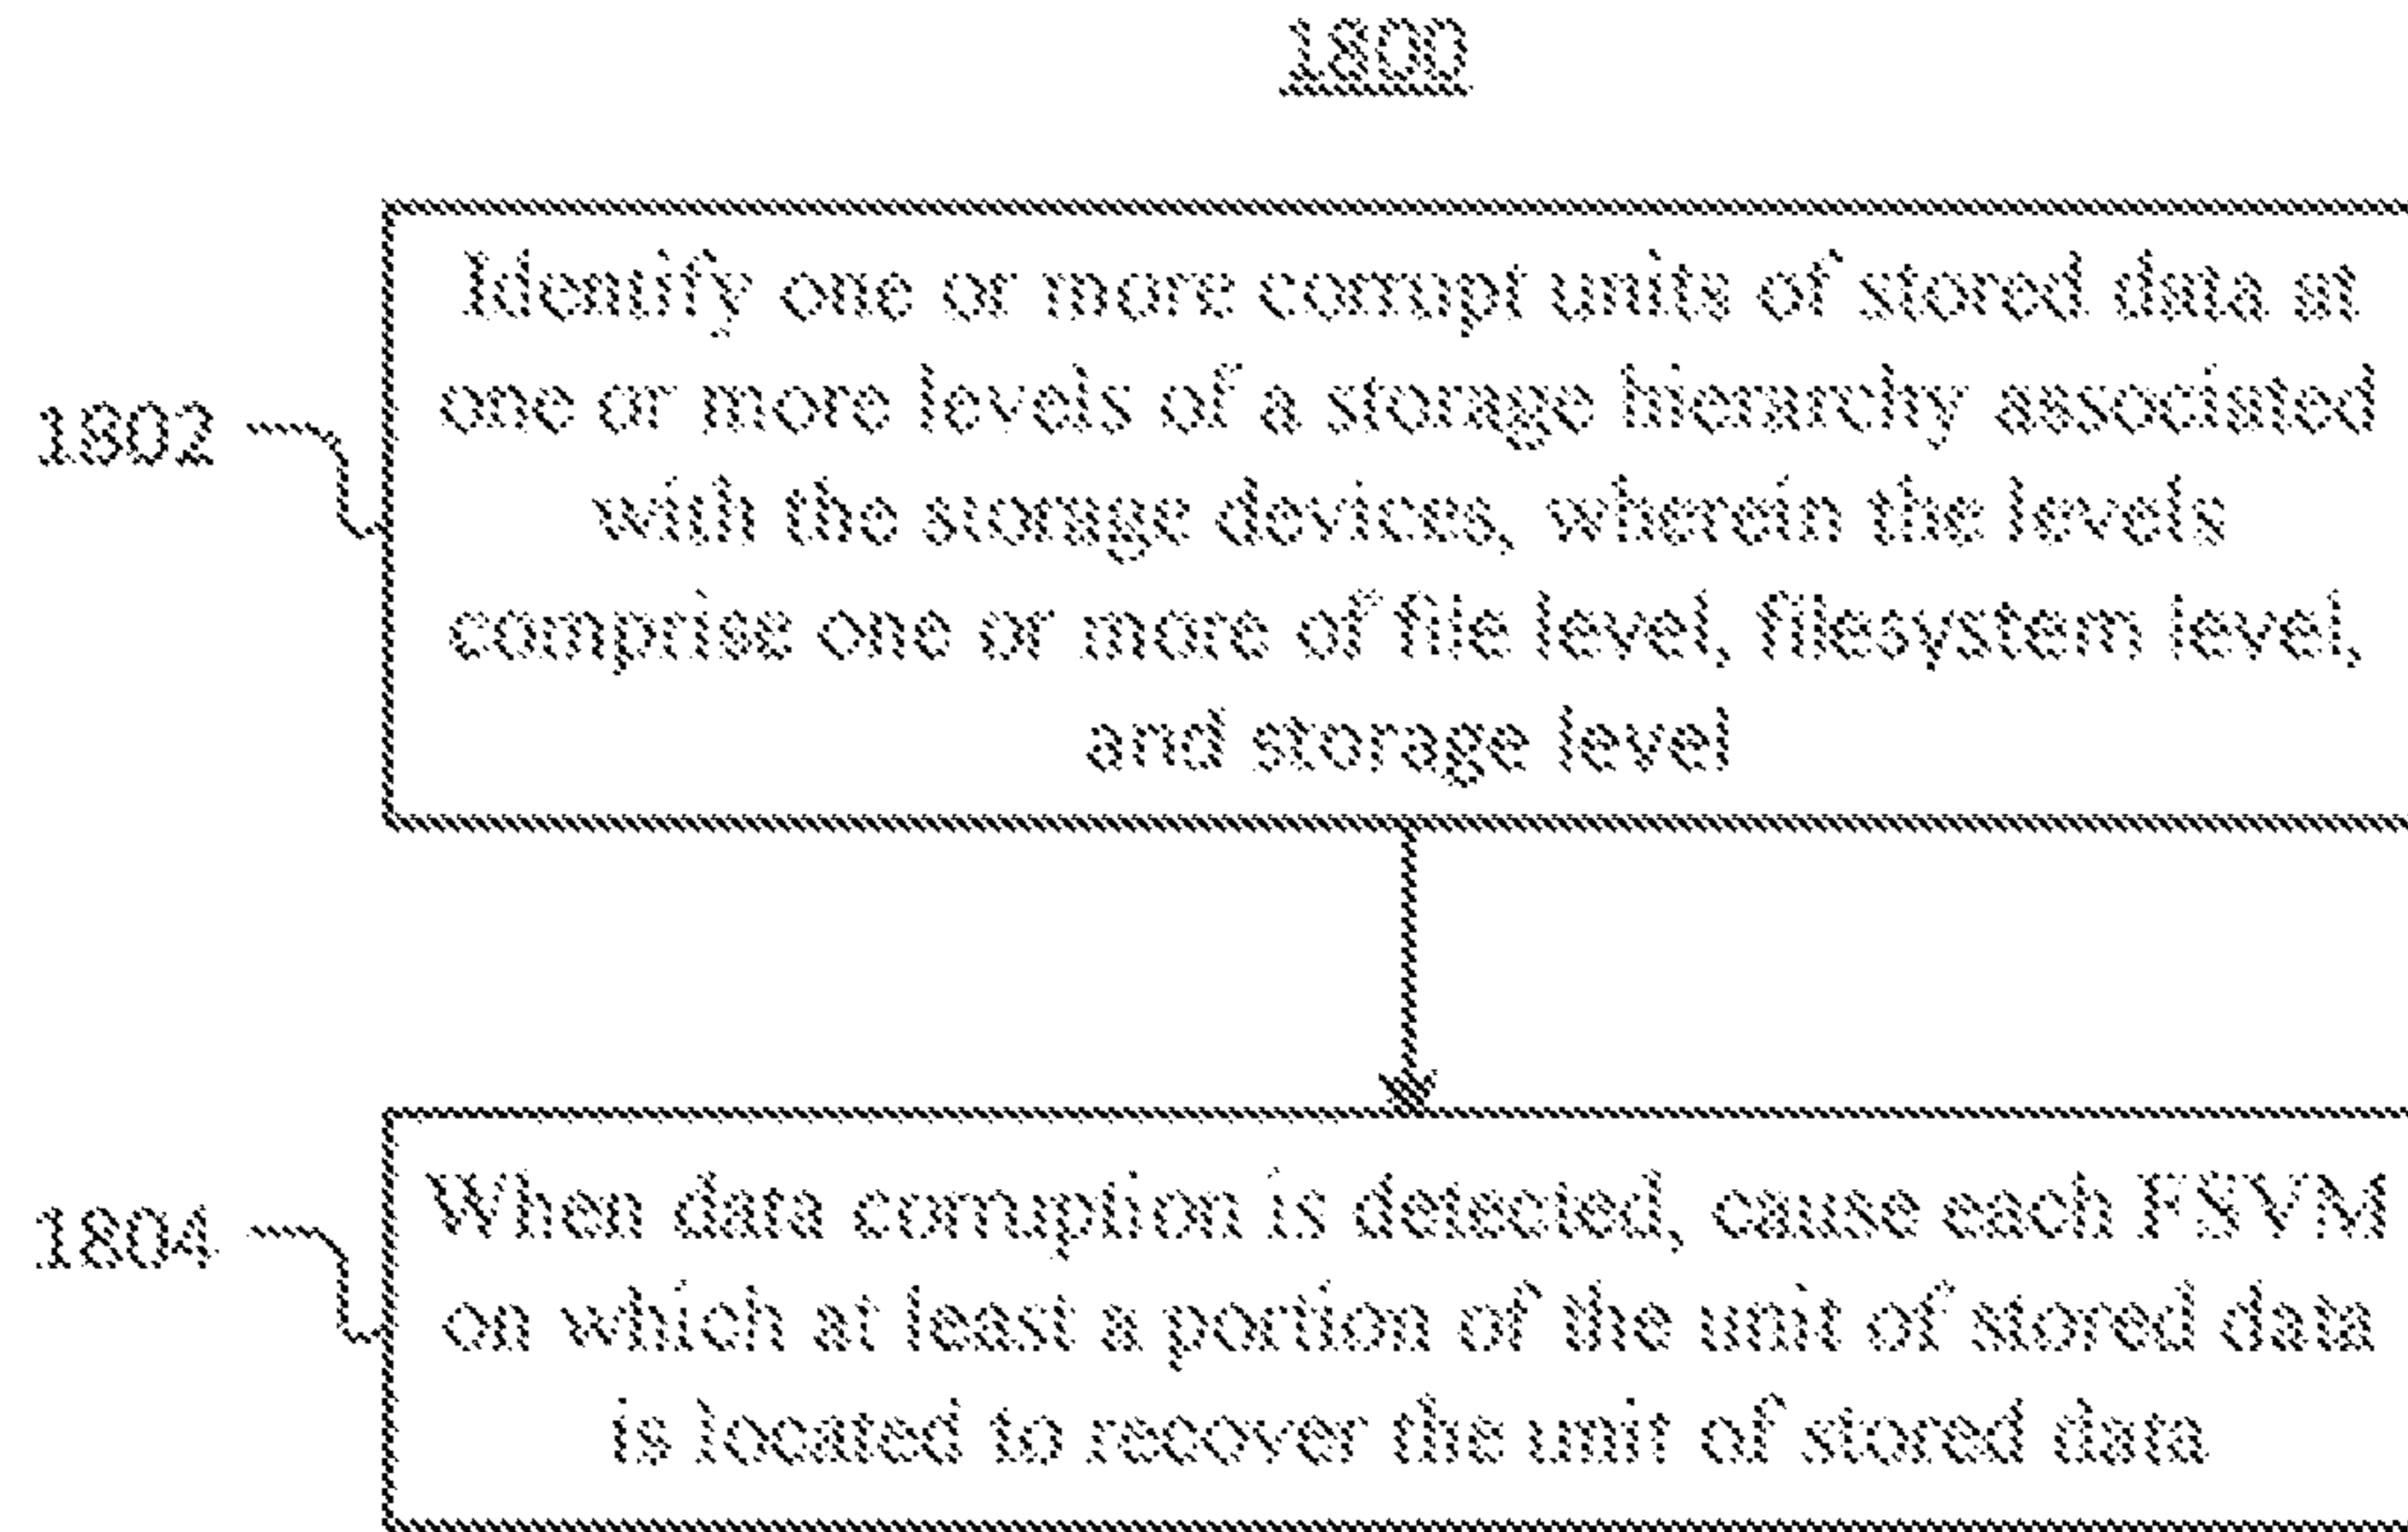 1800
Identify one or more corrupt units of stored data at
one or more levels of a storage hierarchy associated
1802
with the storage devices, wherein the levels
comprise one or more of file level, filesystem level,
and storage level
When data corruption is detected, cause each FSVM
1804
on which at least a portion of the unit of stored data
is located to recover the unit of stored data